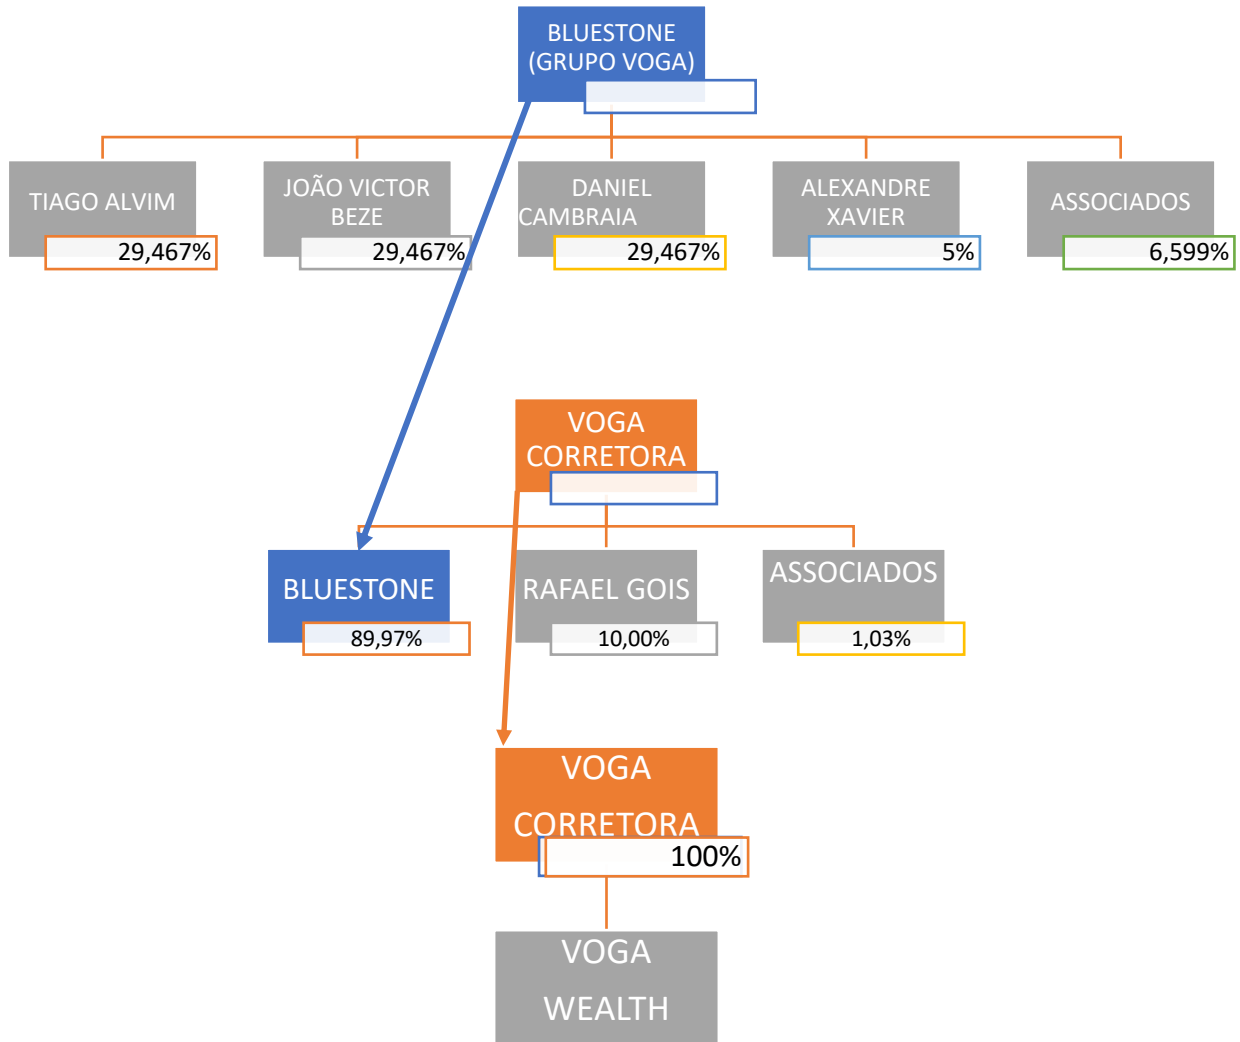 BLUESTONE
(GRUPO VOGA)
TIAGO ALVIM
29,467%
JOÃO VICTOR
BEZE
29,467%
DANIEL
CAMBRAIA
29,467%
ALEXANDRE
XAVIER
5%
ASSOCIADOS
6,599%
VOGA
CORRETORA
BLUESTONE
89,97%
RAFAEL GOIS
10,00%
ASSOCIADOS
1,03%
VOGA
CORRETORA
100%
VOGA
WEALTH